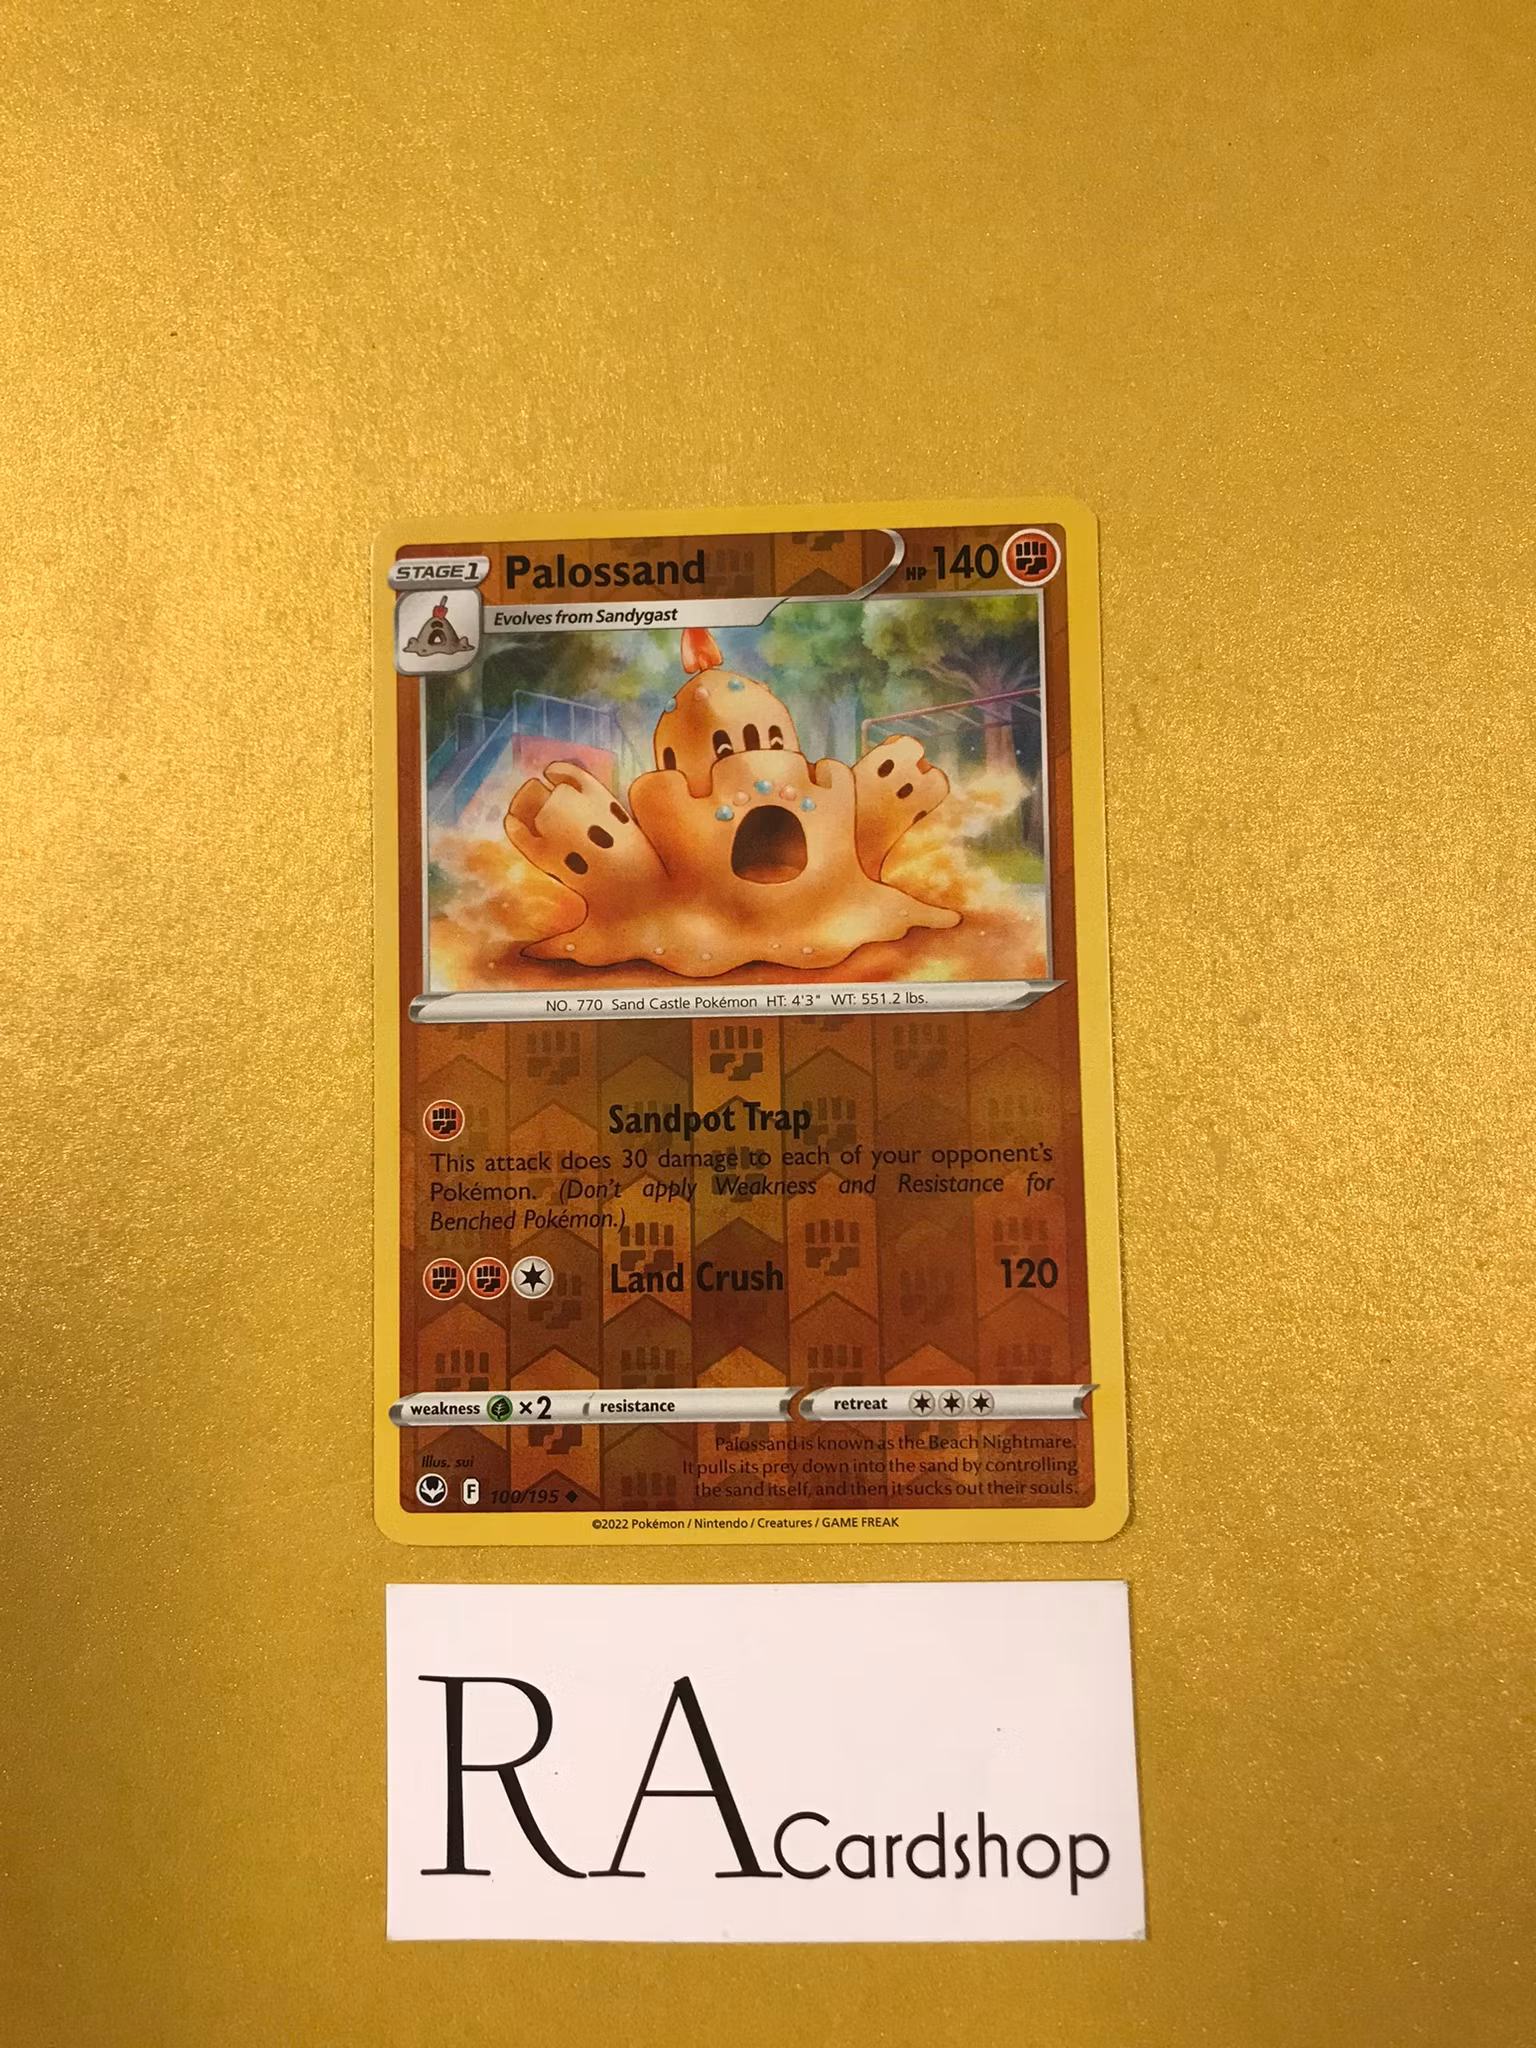 STAGE1
Palossand
HP 140
Evolves from Sandygast
NO. 770 Sand Castle Pokémon HT: 4'3" WT: 551.2 lbs.
Sandpot Trap
This attack does 30 damage to each of your opponent's
Pokémon. (Don't apply Weakness and Resistance for
Benched Pokémon.)
Land Crush 120
weakness ×2 resistance retreat
Illus. sui
Palossand is known as the Beach Nightmare.
It pulls its prey down into the sand by controlling
the sand itself, and then it sucks out their souls.
F 100/195
©2022 Pokémon / Nintendo / Creatures / GAME FREAK
RA Cardshop